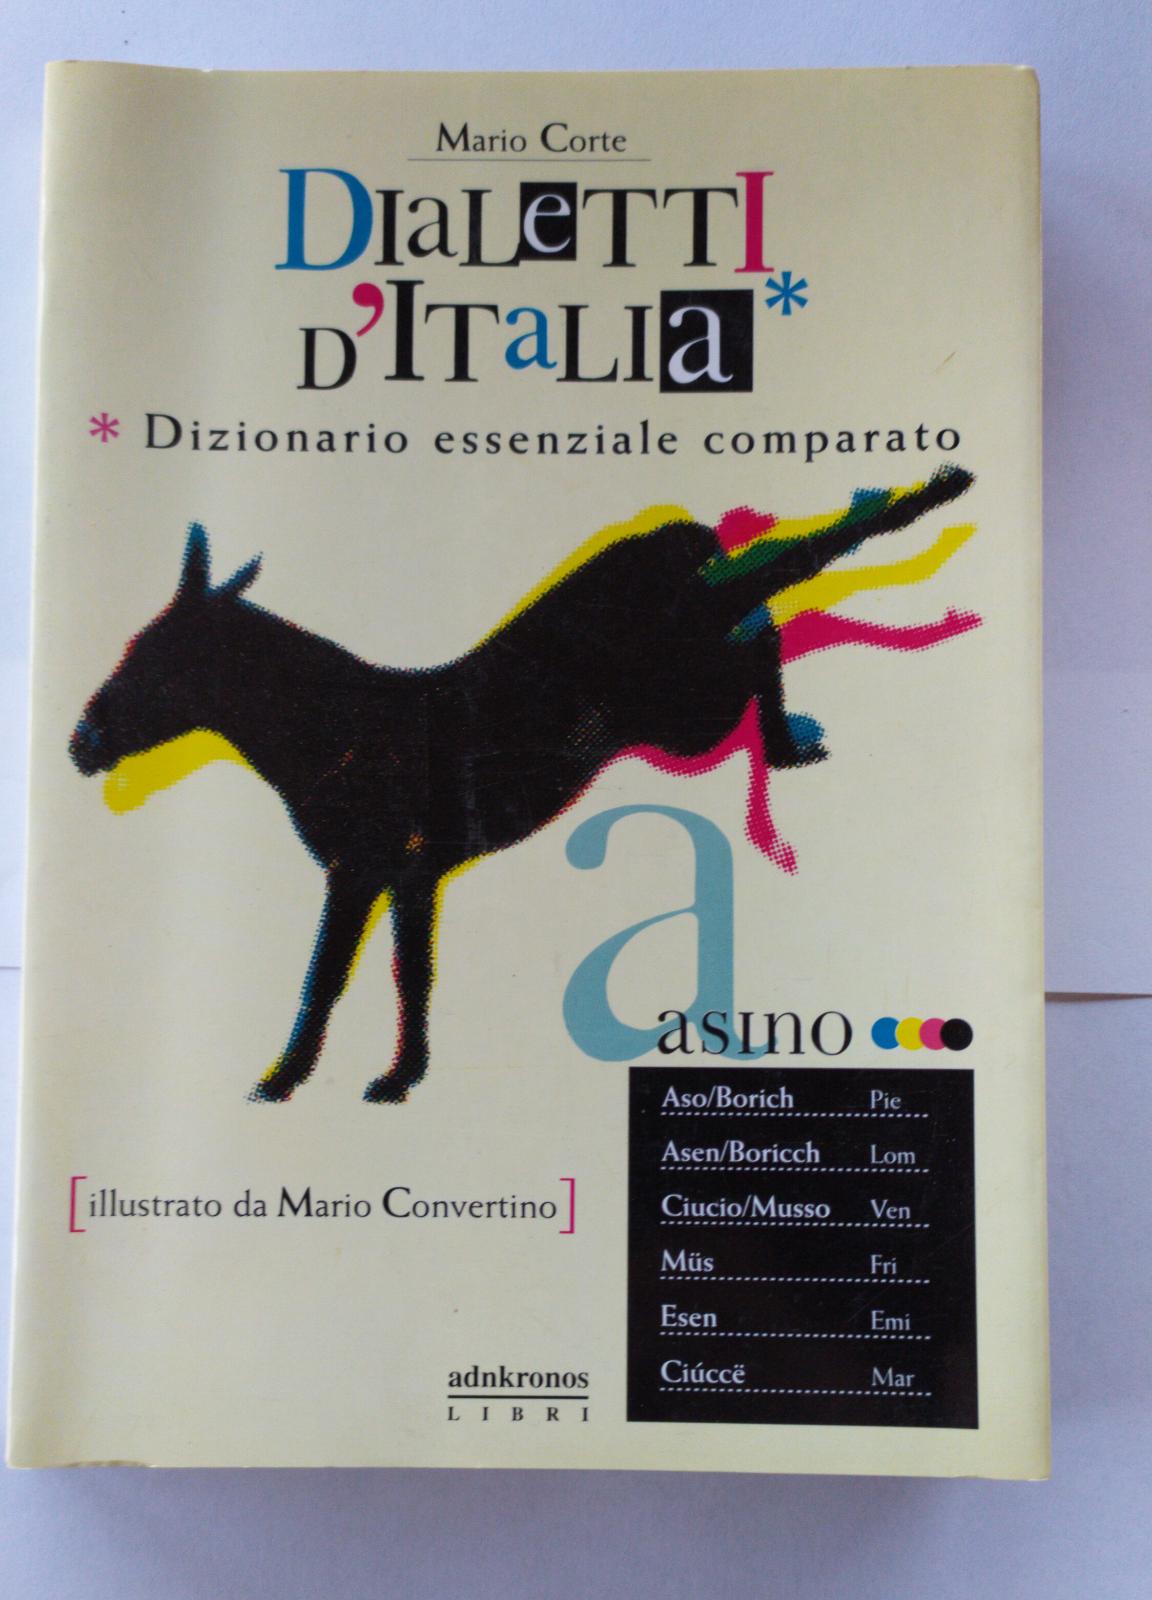 Mario Corte
DIaLeTTI
D'ITaLIa*
* Dizionario essenziale comparato
a
asino
Aso/Borich Pie
Asen/Boricch Lom
Ciucio/Musso Ven
Müs Fri
Esen Emi
Ciúccë Mar
[illustrato da Mario Convertino]
adnkronos
LIBRI